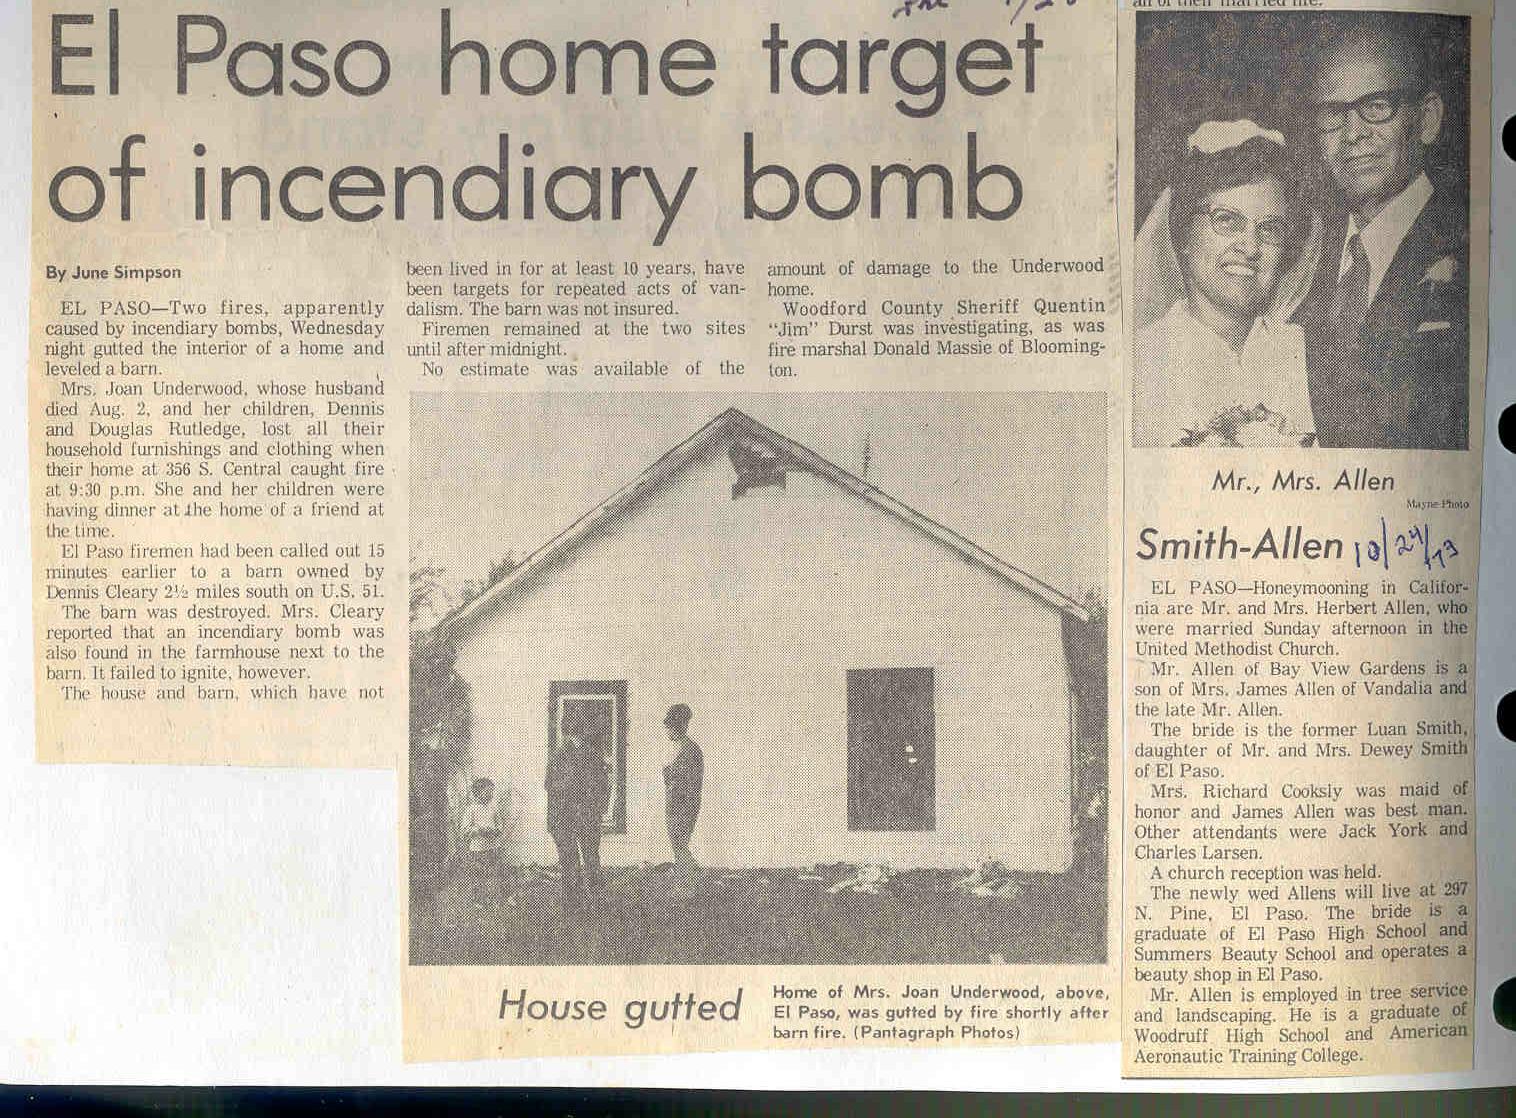 El Paso home target
of incendiary bomb
By June Simpson
EL PASO—Two fires, apparently
caused by incendiary bombs, Wednesday
night gutted the interior of a home and
leveled a barn.
Mrs. Joan Underwood, whose husband
died Aug. 2, and her children, Dennis
and Douglas Rutledge, lost all their
household furnishings and clothing when
their home at 356 S. Central caught fire
at 9:30 p.m. She and her children were
having dinner at the home of a friend at
the time.
El Paso firemen had been called out 15
minutes earlier to a barn owned by
Dennis Cleary 2½ miles south on U.S. 51.
The barn was destroyed. Mrs. Cleary
reported that an incendiary bomb was
also found in the farmhouse next to the
barn. It failed to ignite, however.
The house and barn, which have not
been lived in for at least 10 years, have
been targets for repeated acts of van-
dalism. The barn was not insured.
Firemen remained at the two sites
until after midnight.
No estimate was available of the
amount of damage to the Underwood
home.
Woodford County Sheriff Quentin
"Jim" Durst was investigating, as was
fire marshal Donald Massie of Blooming-
ton.
House gutted
Home of Mrs. Joan Underwood, above,
El Paso, was gutted by fire shortly after
barn fire. (Pantagraph Photos)
all of their married life.
Mr., Mrs. Allen
Mayne Photo
Smith-Allen 10/24/73
EL PASO—Honeymooning in Califor-
nia are Mr. and Mrs. Herbert Allen, who
were married Sunday afternoon in the
United Methodist Church.
Mr. Allen of Bay View Gardens is a
son of Mrs. James Allen of Vandalia and
the late Mr. Allen.
The bride is the former Luan Smith,
daughter of Mr. and Mrs. Dewey Smith
of El Paso.
Mrs. Richard Cooksly was maid of
honor and James Allen was best man.
Other attendants were Jack York and
Charles Larsen.
A church reception was held.
The newly wed Allens will live at 297
N. Pine, El Paso. The bride is a
graduate of El Paso High School and
Summers Beauty School and operates a
beauty shop in El Paso.
Mr. Allen is employed in tree service
and landscaping. He is a graduate of
Woodruff High School and American
Aeronautic Training College.